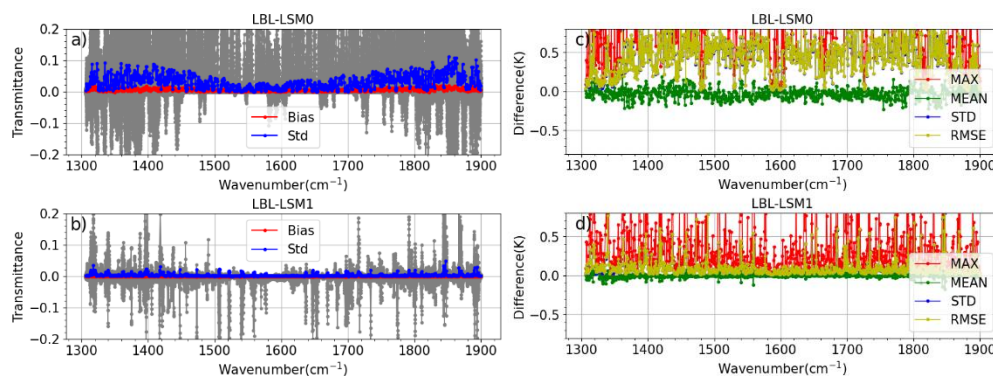 LBL-LSM0
a)
Transmittance
0.2
0.1
0.0
−0.1
−0.2
Bias
Std
1300 1400 1500 1600 1700 1800 1900
Wavenumber(cm⁻¹)
LBL-LSM0
c)
Difference(K)
0.5
0.0
−0.5
MAX
MEAN
STD
RMSE
1300 1400 1500 1600 1700 1800 1900
Wavenumber(cm⁻¹)
LBL-LSM1
b)
Transmittance
0.2
0.1
0.0
−0.1
−0.2
Bias
Std
1300 1400 1500 1600 1700 1800 1900
Wavenumber(cm⁻¹)
LBL-LSM1
d)
Difference(K)
0.5
0.0
−0.5
MAX
MEAN
STD
RMSE
1300 1400 1500 1600 1700 1800 1900
Wavenumber(cm⁻¹)